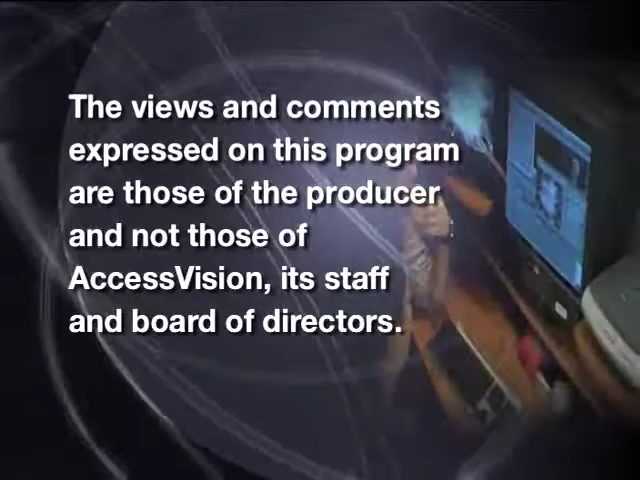 The views and comments
expressed on this program
are those of the producer
and not those of
AccessVision, its staff
and board of directors.